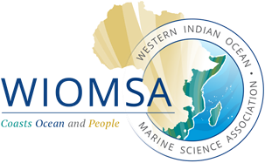 WESTERN INDIAN OCEAN •
MARINE SCIENCE ASSOCIATION •
WIOMSA
Coasts Ocean and People